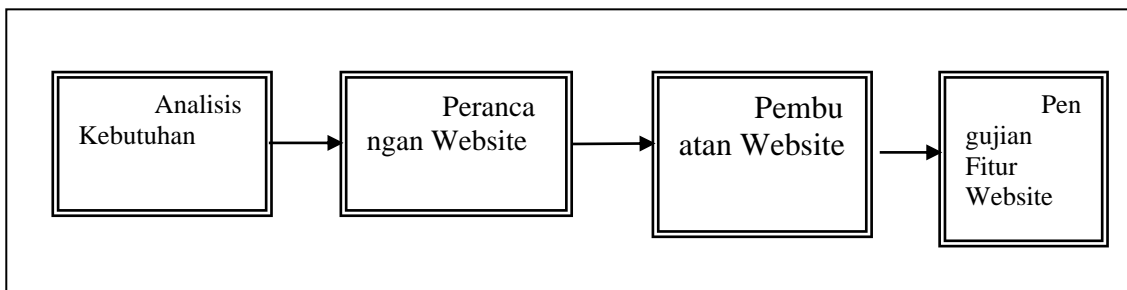 Analisis
Kebutuhan
Peranca
ngan Website
Pembu
atan Website
Pen
gujian
Fitur
Website